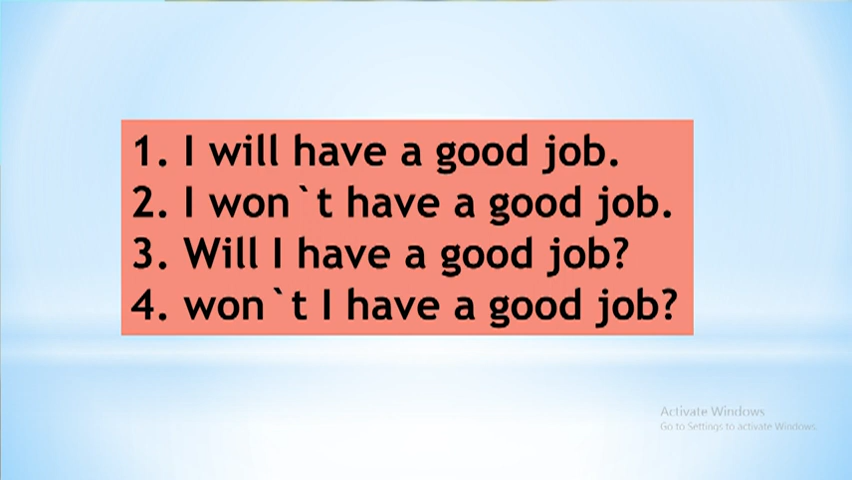 1. I will have a good job.
2. I won`t have a good job.
3. Will I have a good job?
4. won`t I have a good job?
Activate Windows
Go to Settings to activate Windows.